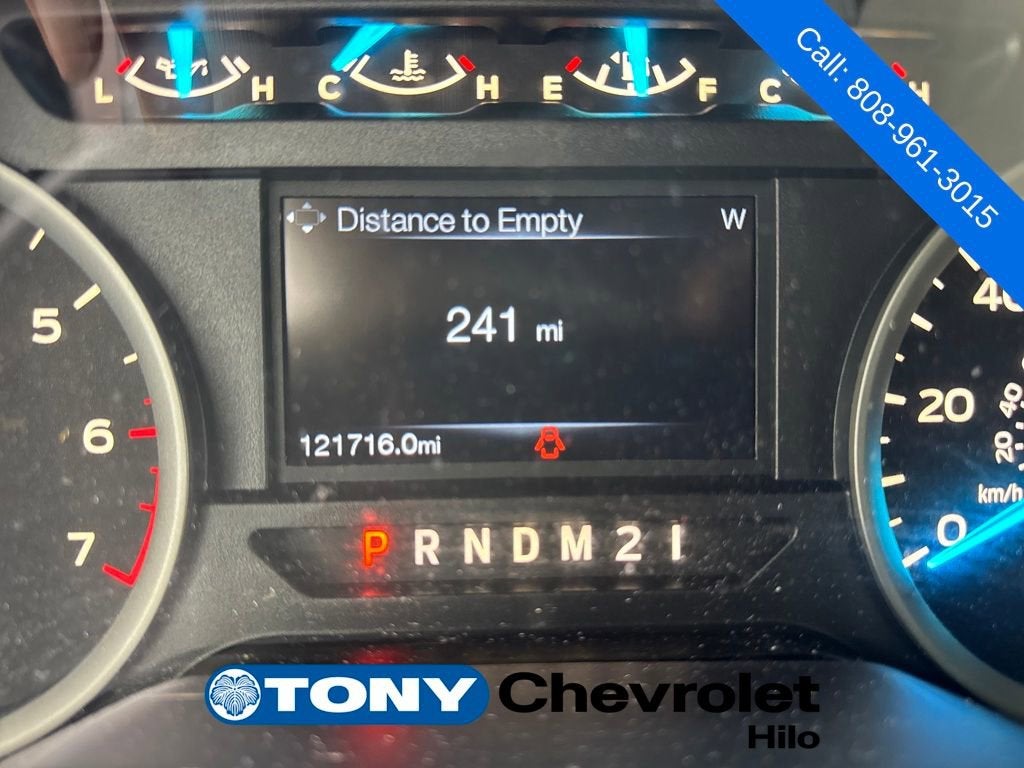 Call: 808-961-3015
L H C H E F C H
Distance to Empty W
241 mi
121716.0mi
5
6
7
40
20
0
40
20
km/h
P R N D M 2 1
TONY Chevrolet
Hilo